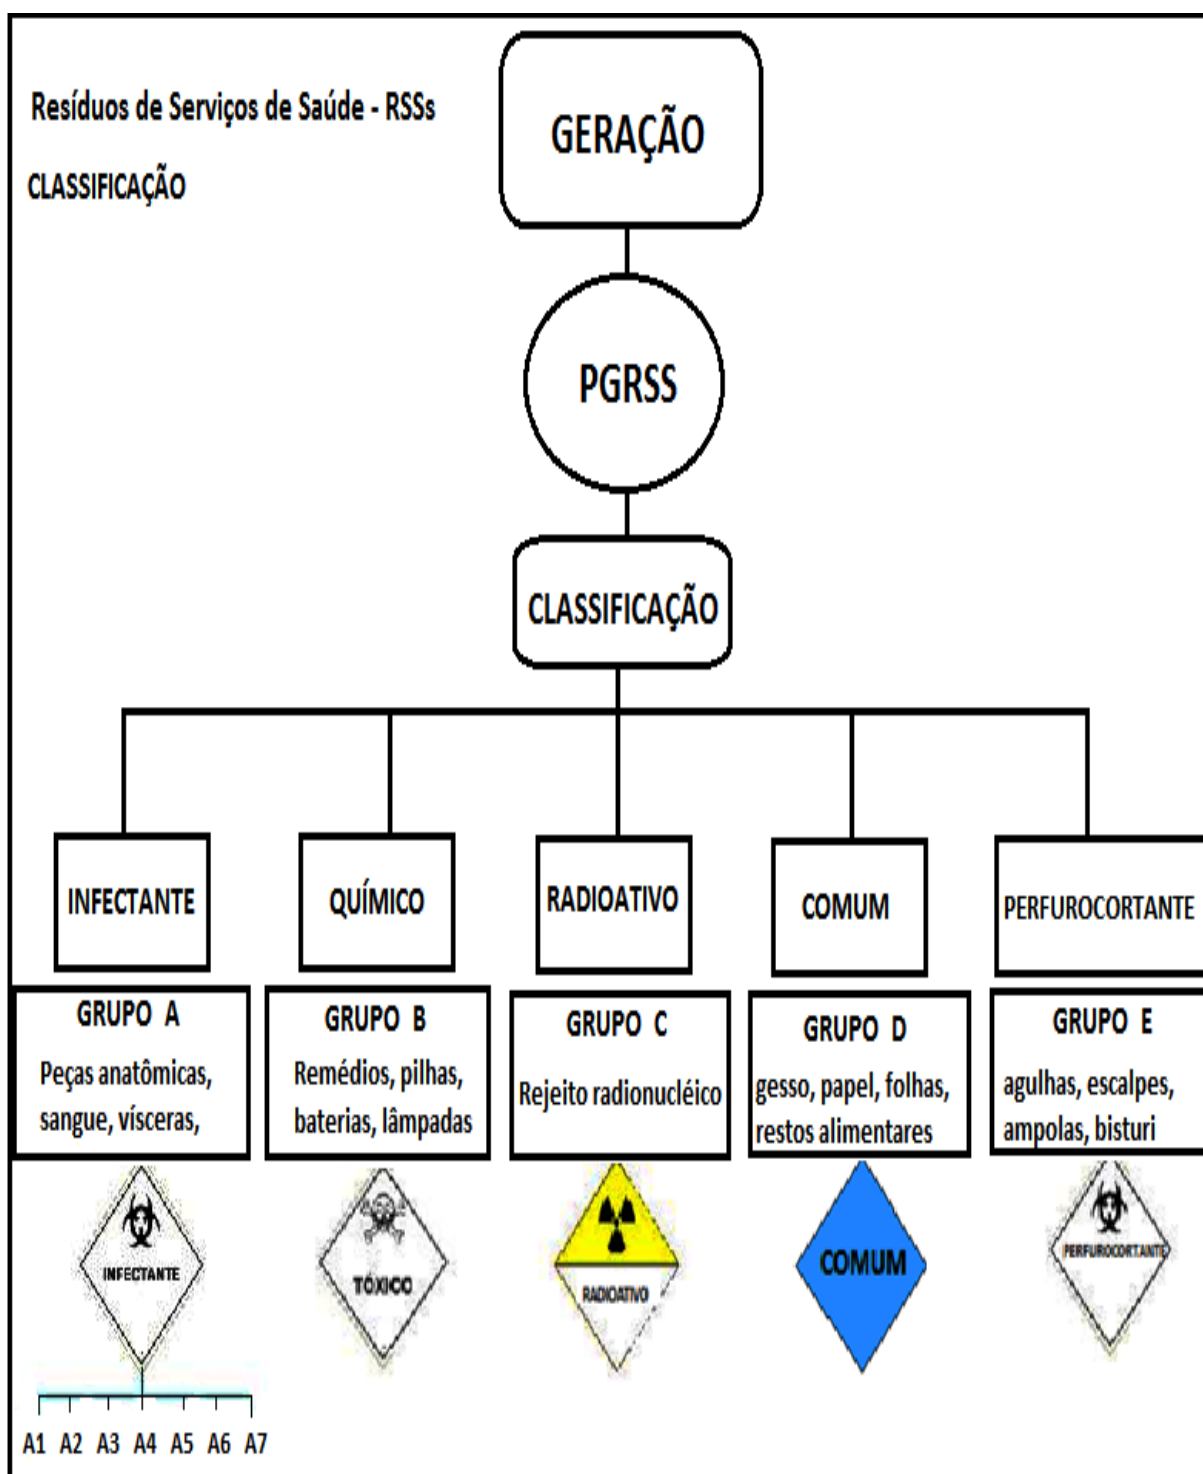 Resíduos de Serviços de Saúde - RSSs
CLASSIFICAÇÃO
GERAÇÃO
PGRSS
CLASSIFICAÇÃO
INFECTANTE
QUÍMICO
RADIOATIVO
COMUM
PERFUROCORTANTE
GRUPO A
Peças anatômicas,
sangue, vísceras,
GRUPO B
Remédios, pilhas,
baterias, lâmpadas
GRUPO C
Rejeito radionucléico
GRUPO D
gesso, papel, folhas,
restos alimentares
GRUPO E
agulhas, escalpes,
ampolas, bisturi
INFECTANTE
TÓXICO
RADIOATIVO
COMUM
PERFUROCORTANTE
A1 A2 A3 A4 A5 A6 A7